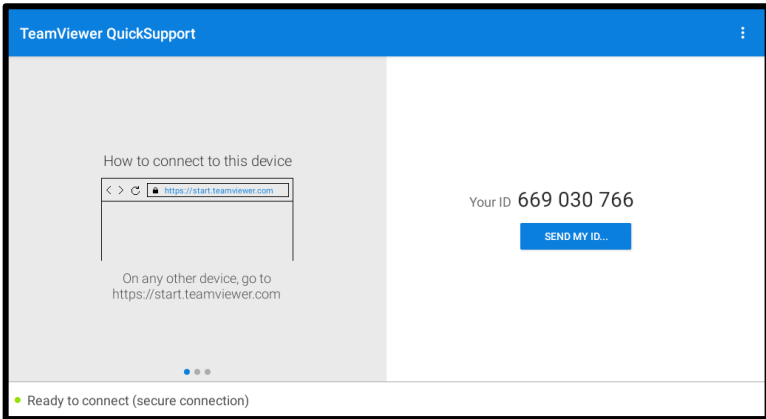 TeamViewer QuickSupport
How to connect to this device
https://start.teamviewer.com
On any other device, go to
https://start.teamviewer.com
Your ID 669 030 766
SEND MY ID...
Ready to connect (secure connection)